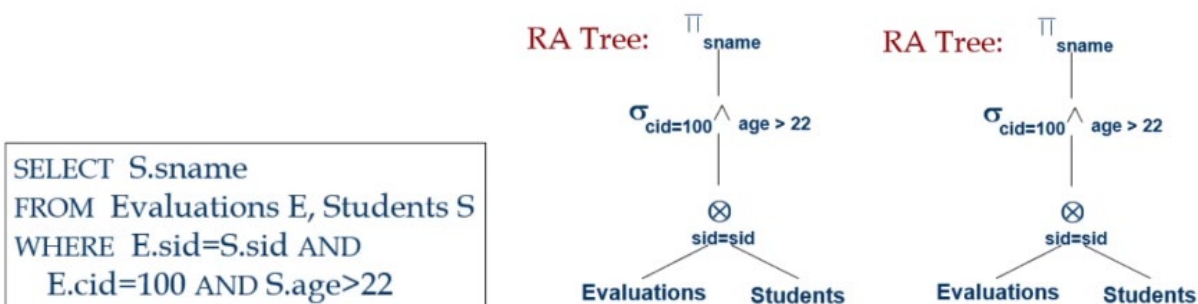 SELECT S.sname
FROM Evaluations E, Students S
WHERE E.sid=S.sid AND
E.cid=100 AND S.age>22
RA Tree: π sname
σ cid=100 ^ age > 22
⊗
sid=sid
Evaluations Students
RA Tree: π sname
σ cid=100 ^ age > 22
⊗
sid=sid
Evaluations Students